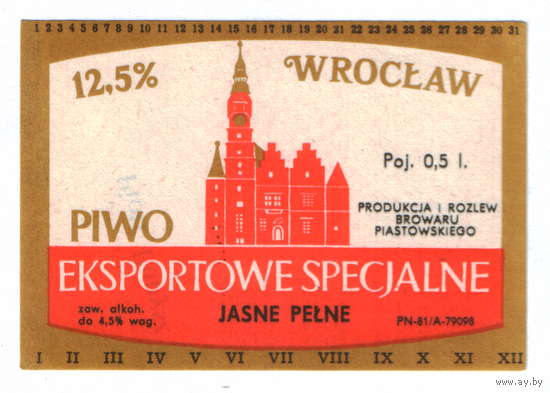 1 2 3 4 5 6 7 8 9 10 11 12 13 14 15 16 17 18 19 20 21 22 23 24 25 26 27 28 29 30 31
12,5%
WROCŁAW
Poj. 0,5 l.
PRODUKCJA I ROZLEW
BROWARU
PIASTOWSKIEGO
PIWO
EKSPORTOWE SPECJALNE
zaw. alkoh.
do 4,5% wag.
JASNE PEŁNE
PN-81/A-79098
I II III IV V VI VII VIII IX X XI XII
www.ay.by